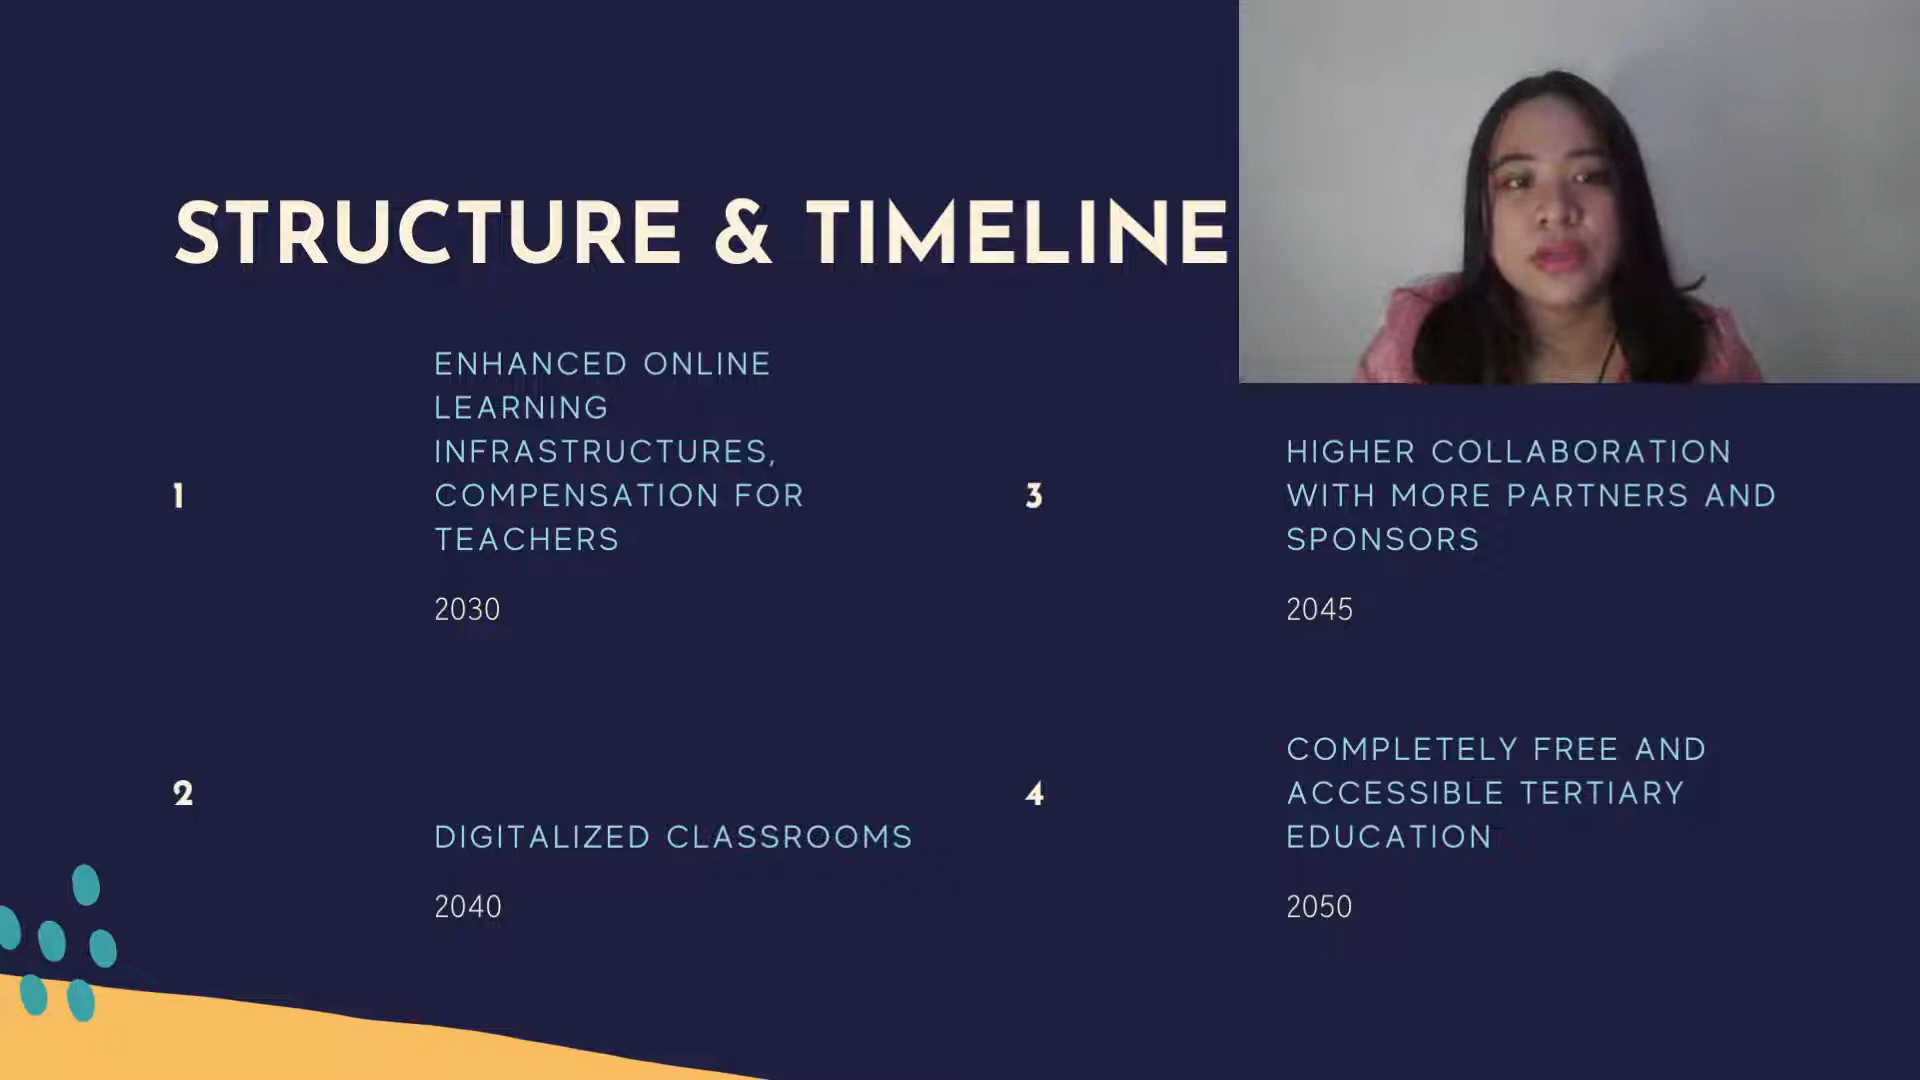 STRUCTURE & TIMELINE
1
ENHANCED ONLINE
LEARNING
INFRASTRUCTURES,
COMPENSATION FOR
TEACHERS
2030
2
DIGITALIZED CLASSROOMS
2040
3
HIGHER COLLABORATION
WITH MORE PARTNERS AND
SPONSORS
2045
4
COMPLETELY FREE AND
ACCESSIBLE TERTIARY
EDUCATION
2050